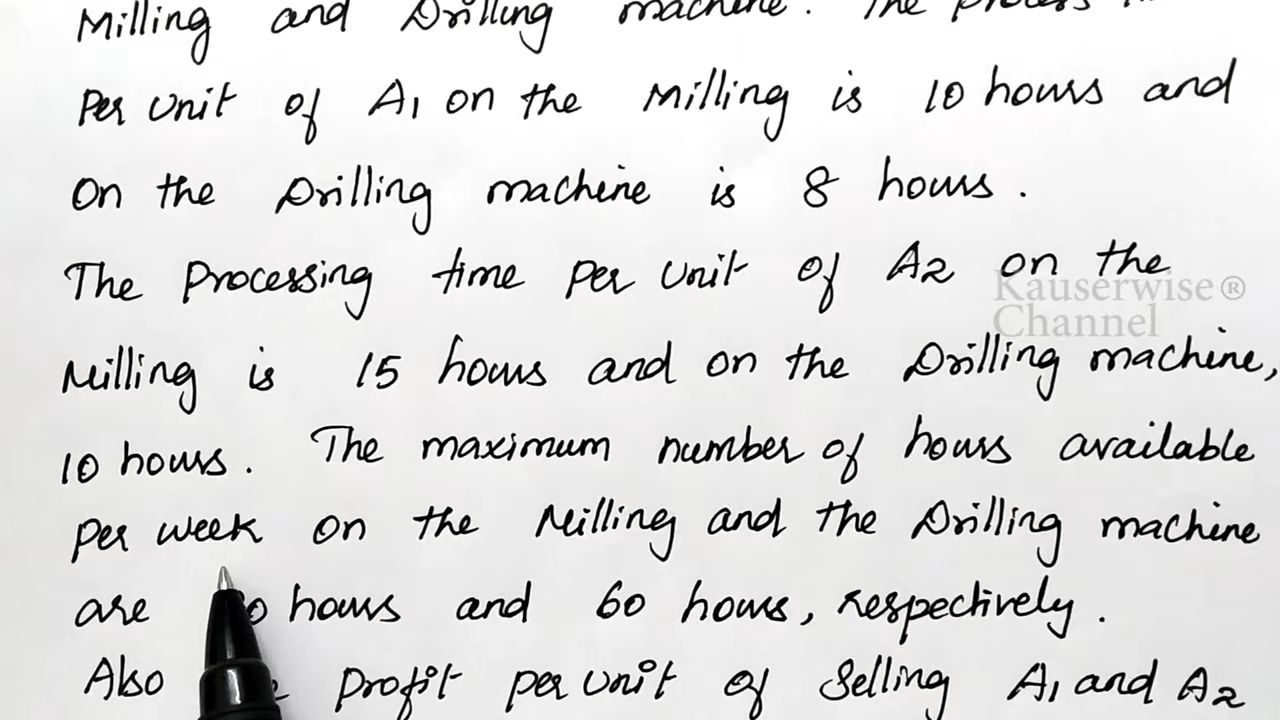 Milling and Drilling machine. The process
Per unit of A1 on the Milling is 10 hours and
On the Drilling machine is 8 hours.
The Processing time per unit of A2 on the
Kauserwise®
Channel
Milling is 15 hours and on the Drilling machine,
10 hours. The maximum number of hours available
per week on the Milling and the Drilling machine
are hours and 60 hours, respectively.
Also Profit per unit of Selling A1 and A2